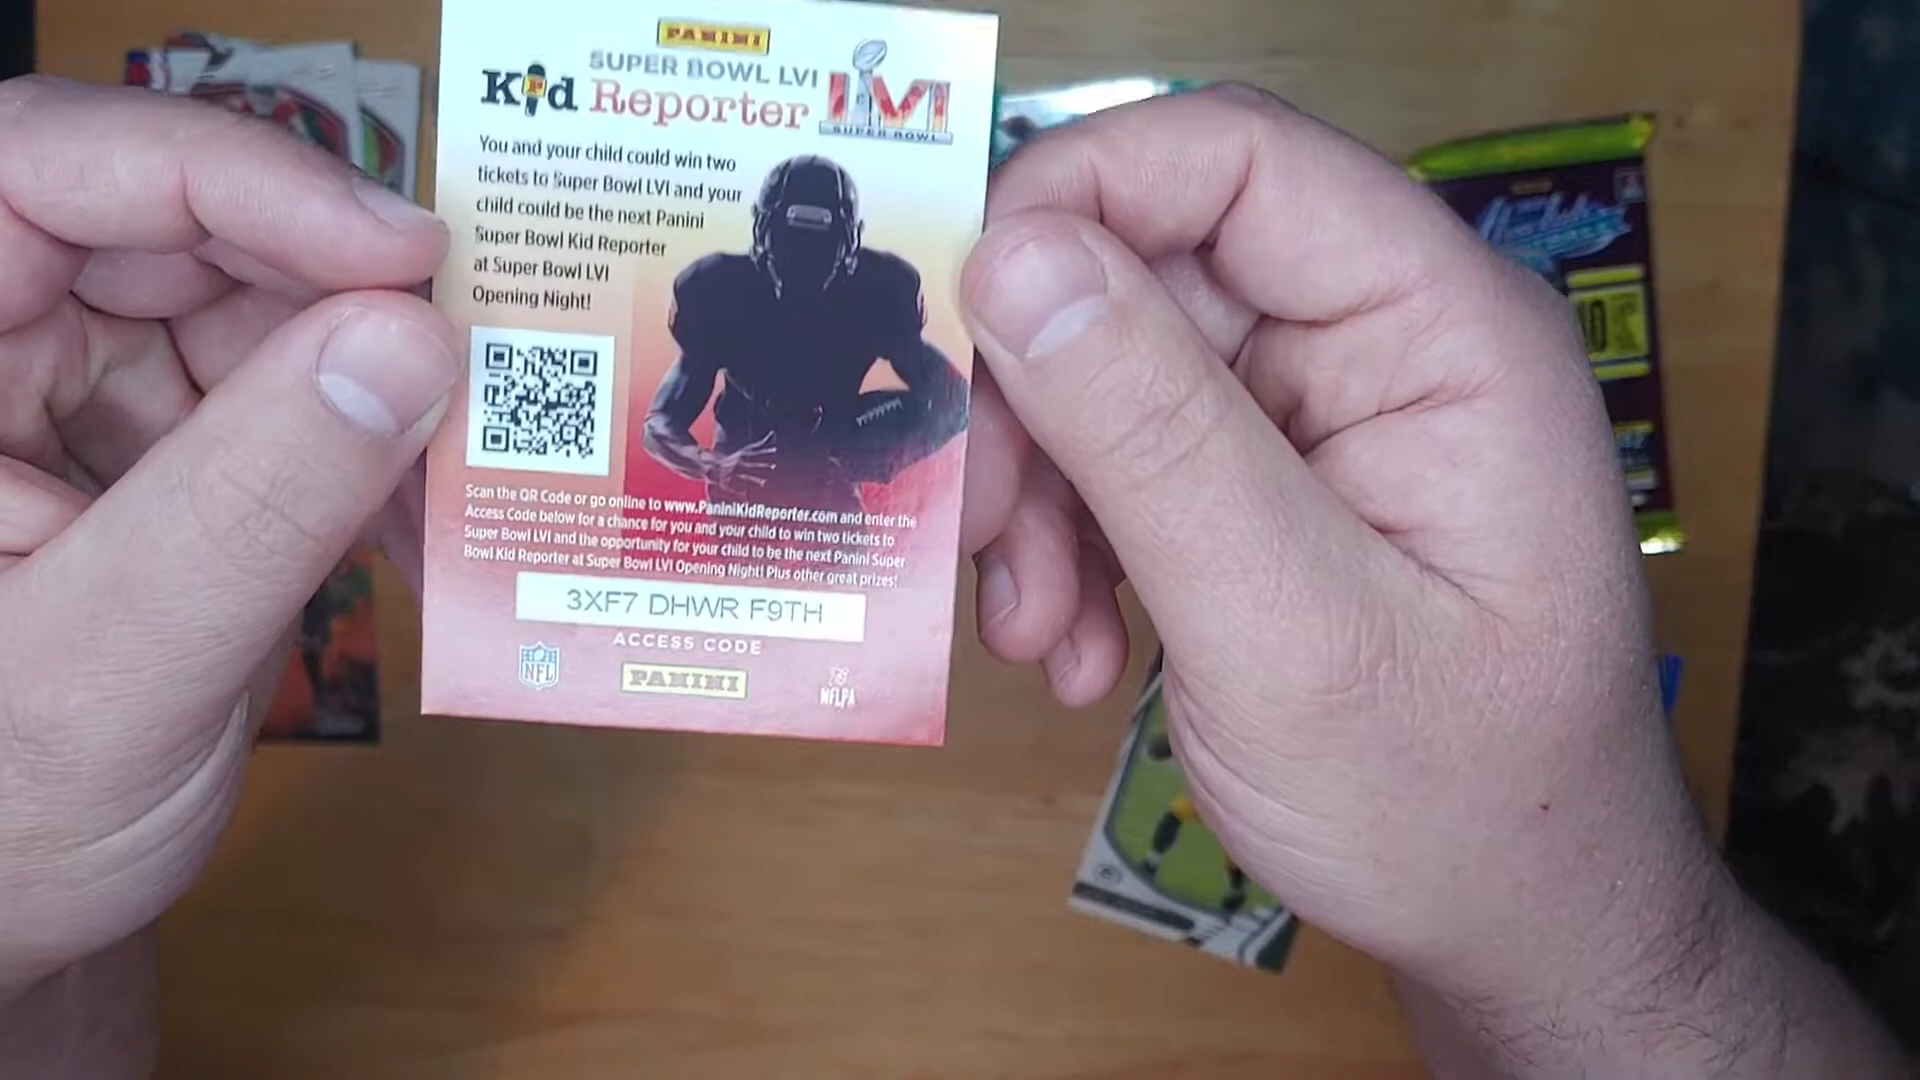 PANINI
SUPER BOWL LVI
Kid Reporter
LVI
SUPER BOWL
You and your child could win two
tickets to Super Bowl LVI and your
child could be the next Panini
Super Bowl Kid Reporter
at Super Bowl LVI
Opening Night!
Scan the QR Code or go online to www.PaniniKidReporter.com and enter the
Access Code below for a chance for you and your child to win two tickets to
Super Bowl LVI and the opportunity for your child to be the next Panini Super
Bowl Kid Reporter at Super Bowl LVI Opening Night! Plus other great prizes!
3XF7 DHWR F9TH
ACCESS CODE
NFL
PANINI
NFLPA
Absolute